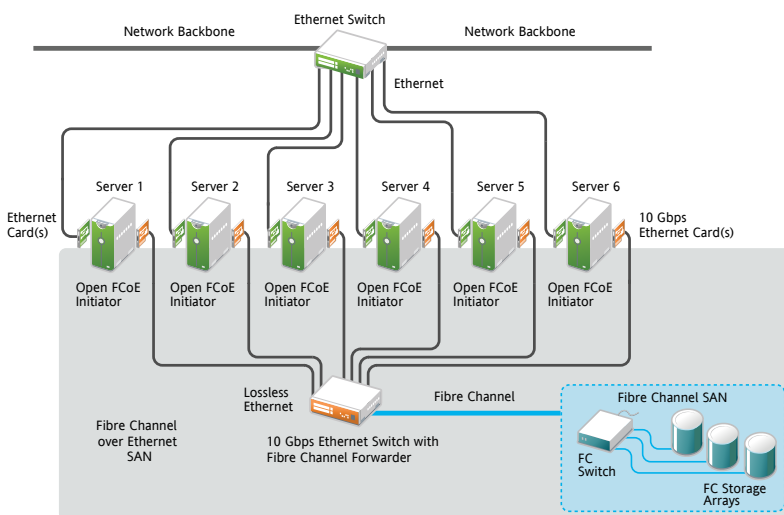 Ethernet Switch
Network Backbone
Network Backbone
Ethernet
Server 1
Server 2
Server 3
Server 4
Server 5
Server 6
Ethernet
Card(s)
10 Gbps
Ethernet Card(s)
Open FCoE
Initiator
Open FCoE
Initiator
Open FCoE
Initiator
Open FCoE
Initiator
Open FCoE
Initiator
Open FCoE
Initiator
Lossless
Ethernet
Fibre Channel
Fibre Channel SAN
Fibre Channel
over Ethernet
SAN
10 Gbps Ethernet Switch with
Fibre Channel Forwarder
FC
Switch
FC Storage
Arrays